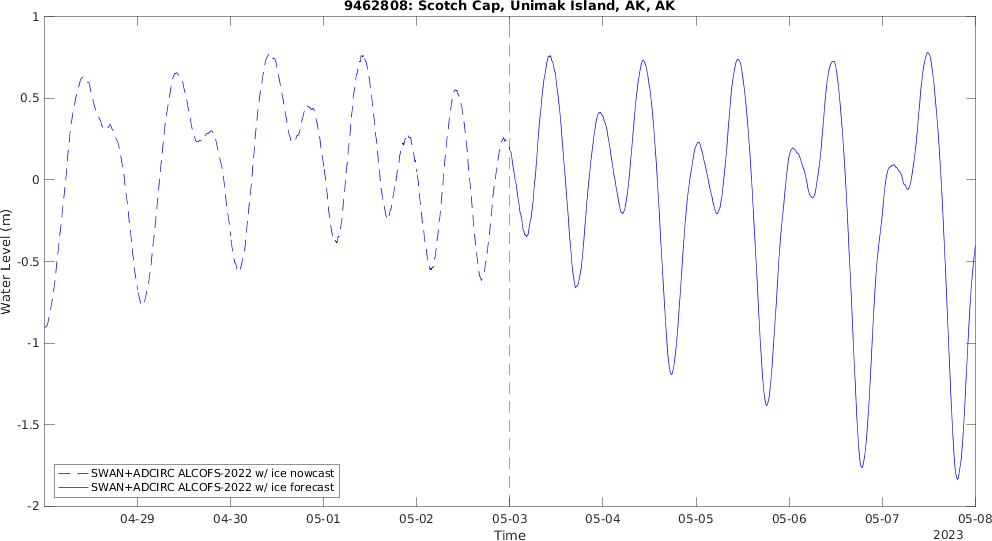 9462808: Scotch Cap, Unimak Island, AK, AK
1
0.5
0
-0.5
-1
-1.5
-2
Water Level (m)
SWAN+ADCIRC ALCOFS-2022 w/ ice nowcast
SWAN+ADCIRC ALCOFS-2022 w/ ice forecast
04-29 04-30 05-01 05-02 05-03 05-04 05-05 05-06 05-07 05-08
Time
2023